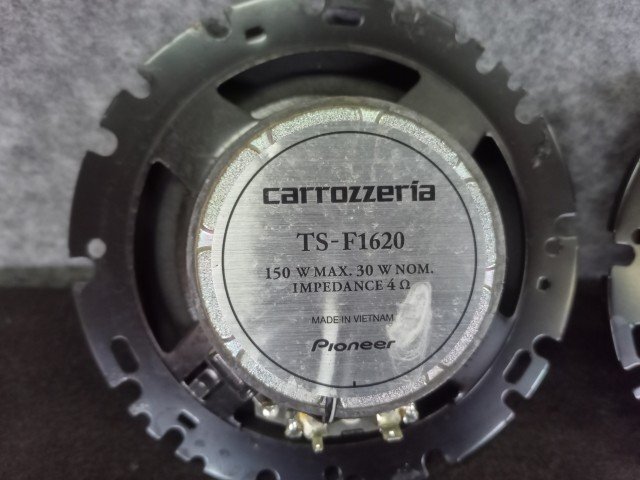 carrozzeria
TS-F1620
150 W MAX. 30 W NOM.
IMPEDANCE 4 Ω
MADE IN VIETNAM
Pioneer